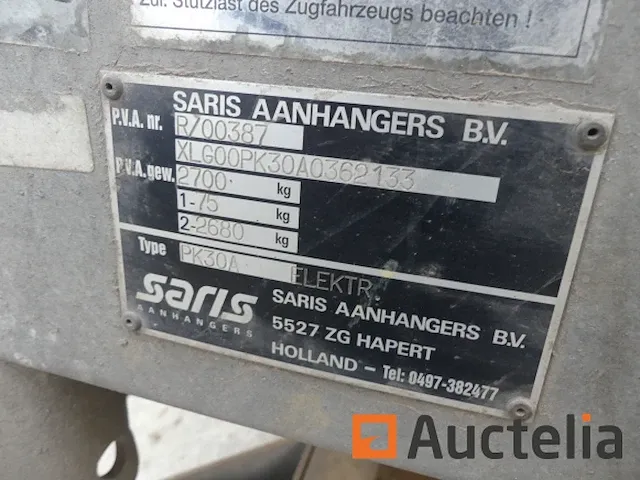 Zul. Stützlast des Zugfahrzeugs beachten !
SARIS AANHANGERS B.V.
P.V.A. nr. R/00387
XLG00PK30A0362133
P.V.A. gew. 2700 kg
1-75 kg
2-2680 kg
Type PK30A ELEKTR.
saris
AANHANGERS
SARIS AANHANGERS B.V.
5527 ZG HAPERT
HOLLAND - Tel: 0497-382477
Auctelia